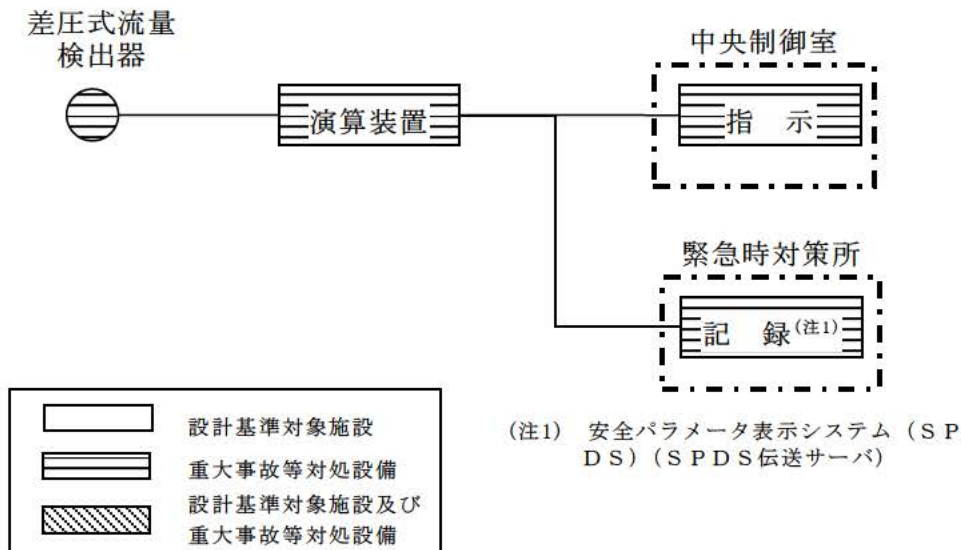 差圧式流量
検出器
演算装置
中央制御室
指　示
緊急時対策所
記　録(注1)
(注1)　安全パラメータ表示システム（ＳＰ
ＤＳ）（ＳＰＤＳ伝送サーバ）
設計基準対象施設
重大事故等対処設備
設計基準対象施設及び
重大事故等対処設備